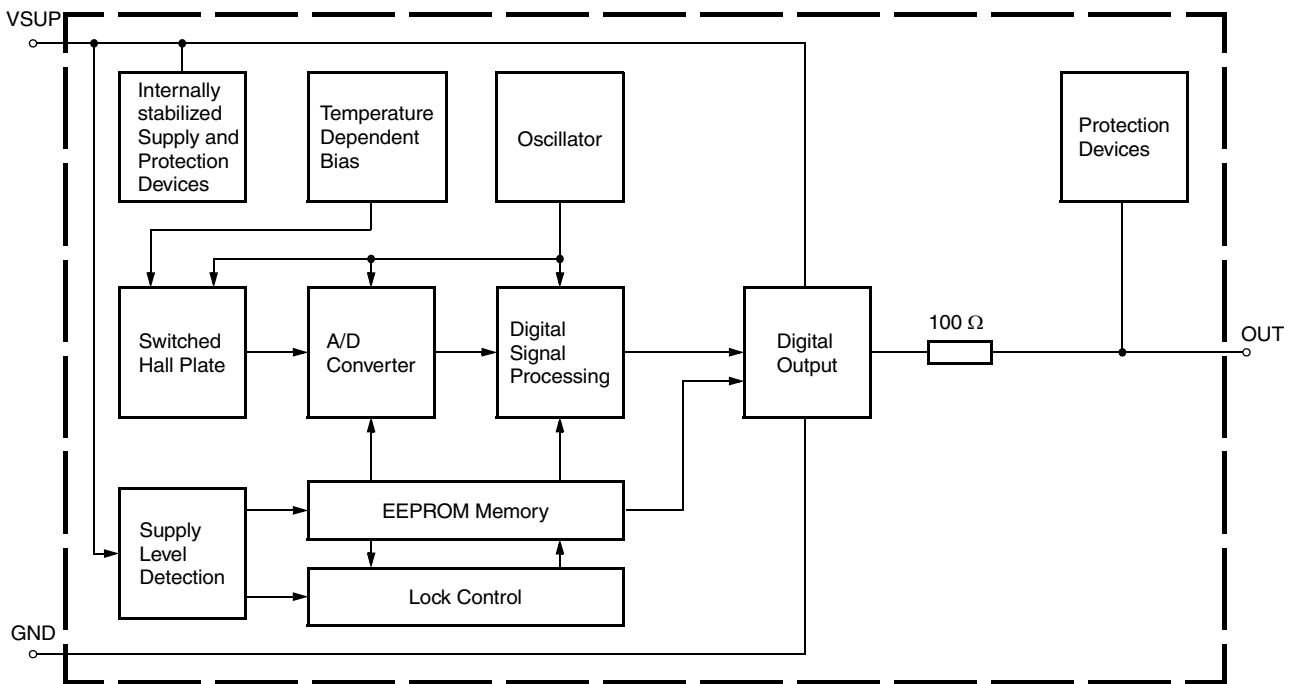 VSUP
Internally
stabilized
Supply and
Protection
Devices
Temperature
Dependent
Bias
Oscillator
Protection
Devices
Switched
Hall Plate
A/D
Converter
Digital
Signal
Processing
Digital
Output
100 Ω
OUT
Supply
Level
Detection
EEPROM Memory
Lock Control
GND